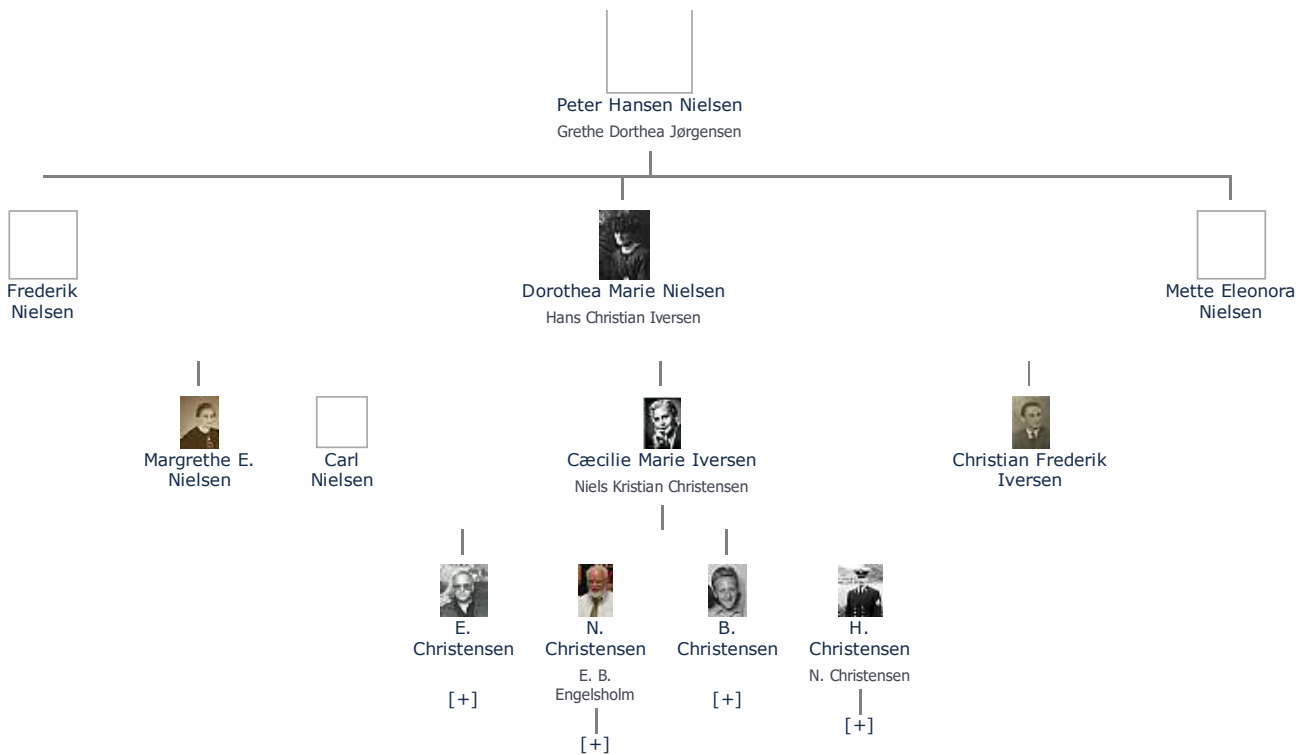 Peter Hansen Nielsen
Grethe Dorthea Jørgensen
Frederik
Nielsen
Dorothea Marie Nielsen
Hans Christian Iversen
Mette Eleonora
Nielsen
Margrethe E.
Nielsen
Carl
Nielsen
Cæcilie Marie Iversen
Niels Kristian Christensen
Christian Frederik
Iversen
E.
Christensen
[+]
N.
Christensen
E. B.
Engelsholm
[+]
B.
Christensen
[+]
H.
Christensen
N. Christensen
[+]